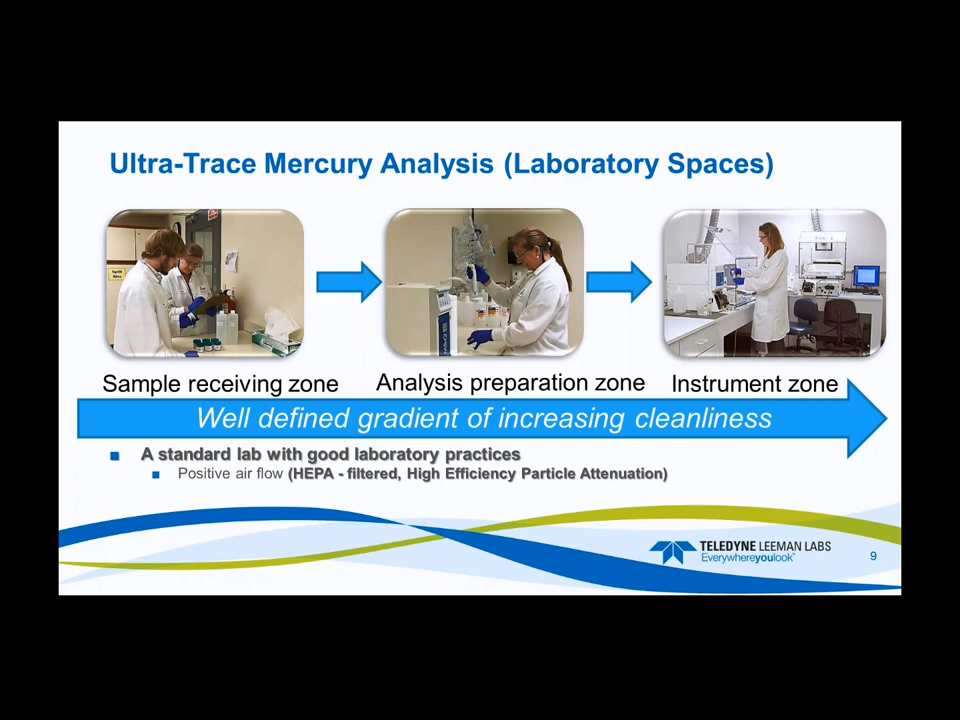 Ultra-Trace Mercury Analysis (Laboratory Spaces)
Sample receiving zone
Analysis preparation zone
Instrument zone
Well defined gradient of increasing cleanliness
A standard lab with good laboratory practices
Positive air flow (HEPA - filtered, High Efficiency Particle Attenuation)
TELEDYNE LEEMAN LABS
Everywhereyoulook™
9